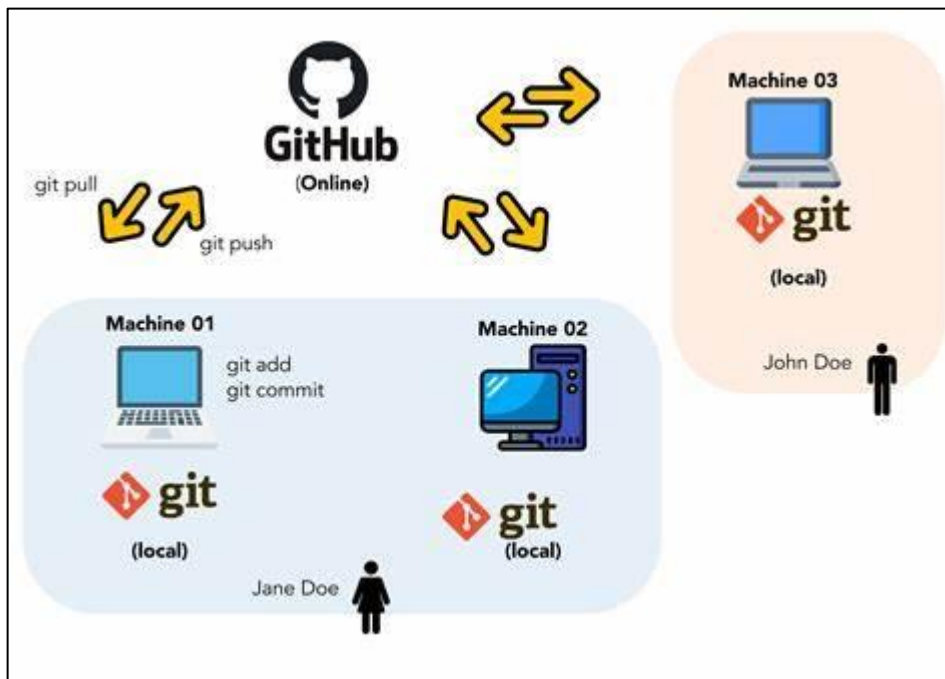 GitHub
(Online)
git pull
git push
Machine 03
git
(local)
John Doe
Machine 01
git add
git commit
git
(local)
Machine 02
git
(local)
Jane Doe